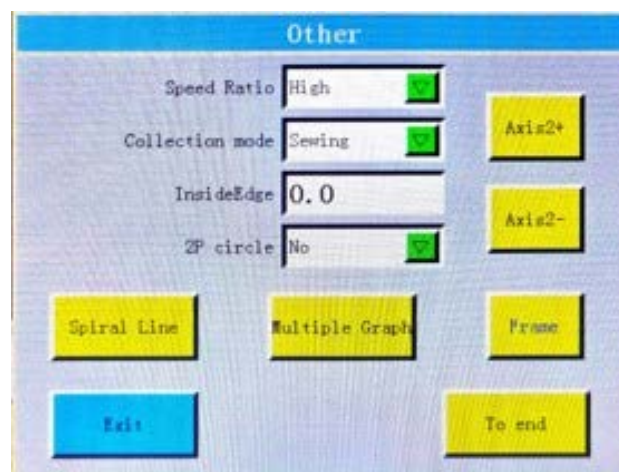 Other
Speed Ratio High
Collection mode Sewing
Axis2+
InsideEdge 0.0
Axis2-
2P circle No
Spiral Line
Multiple Graph
Frame
Exit
To end